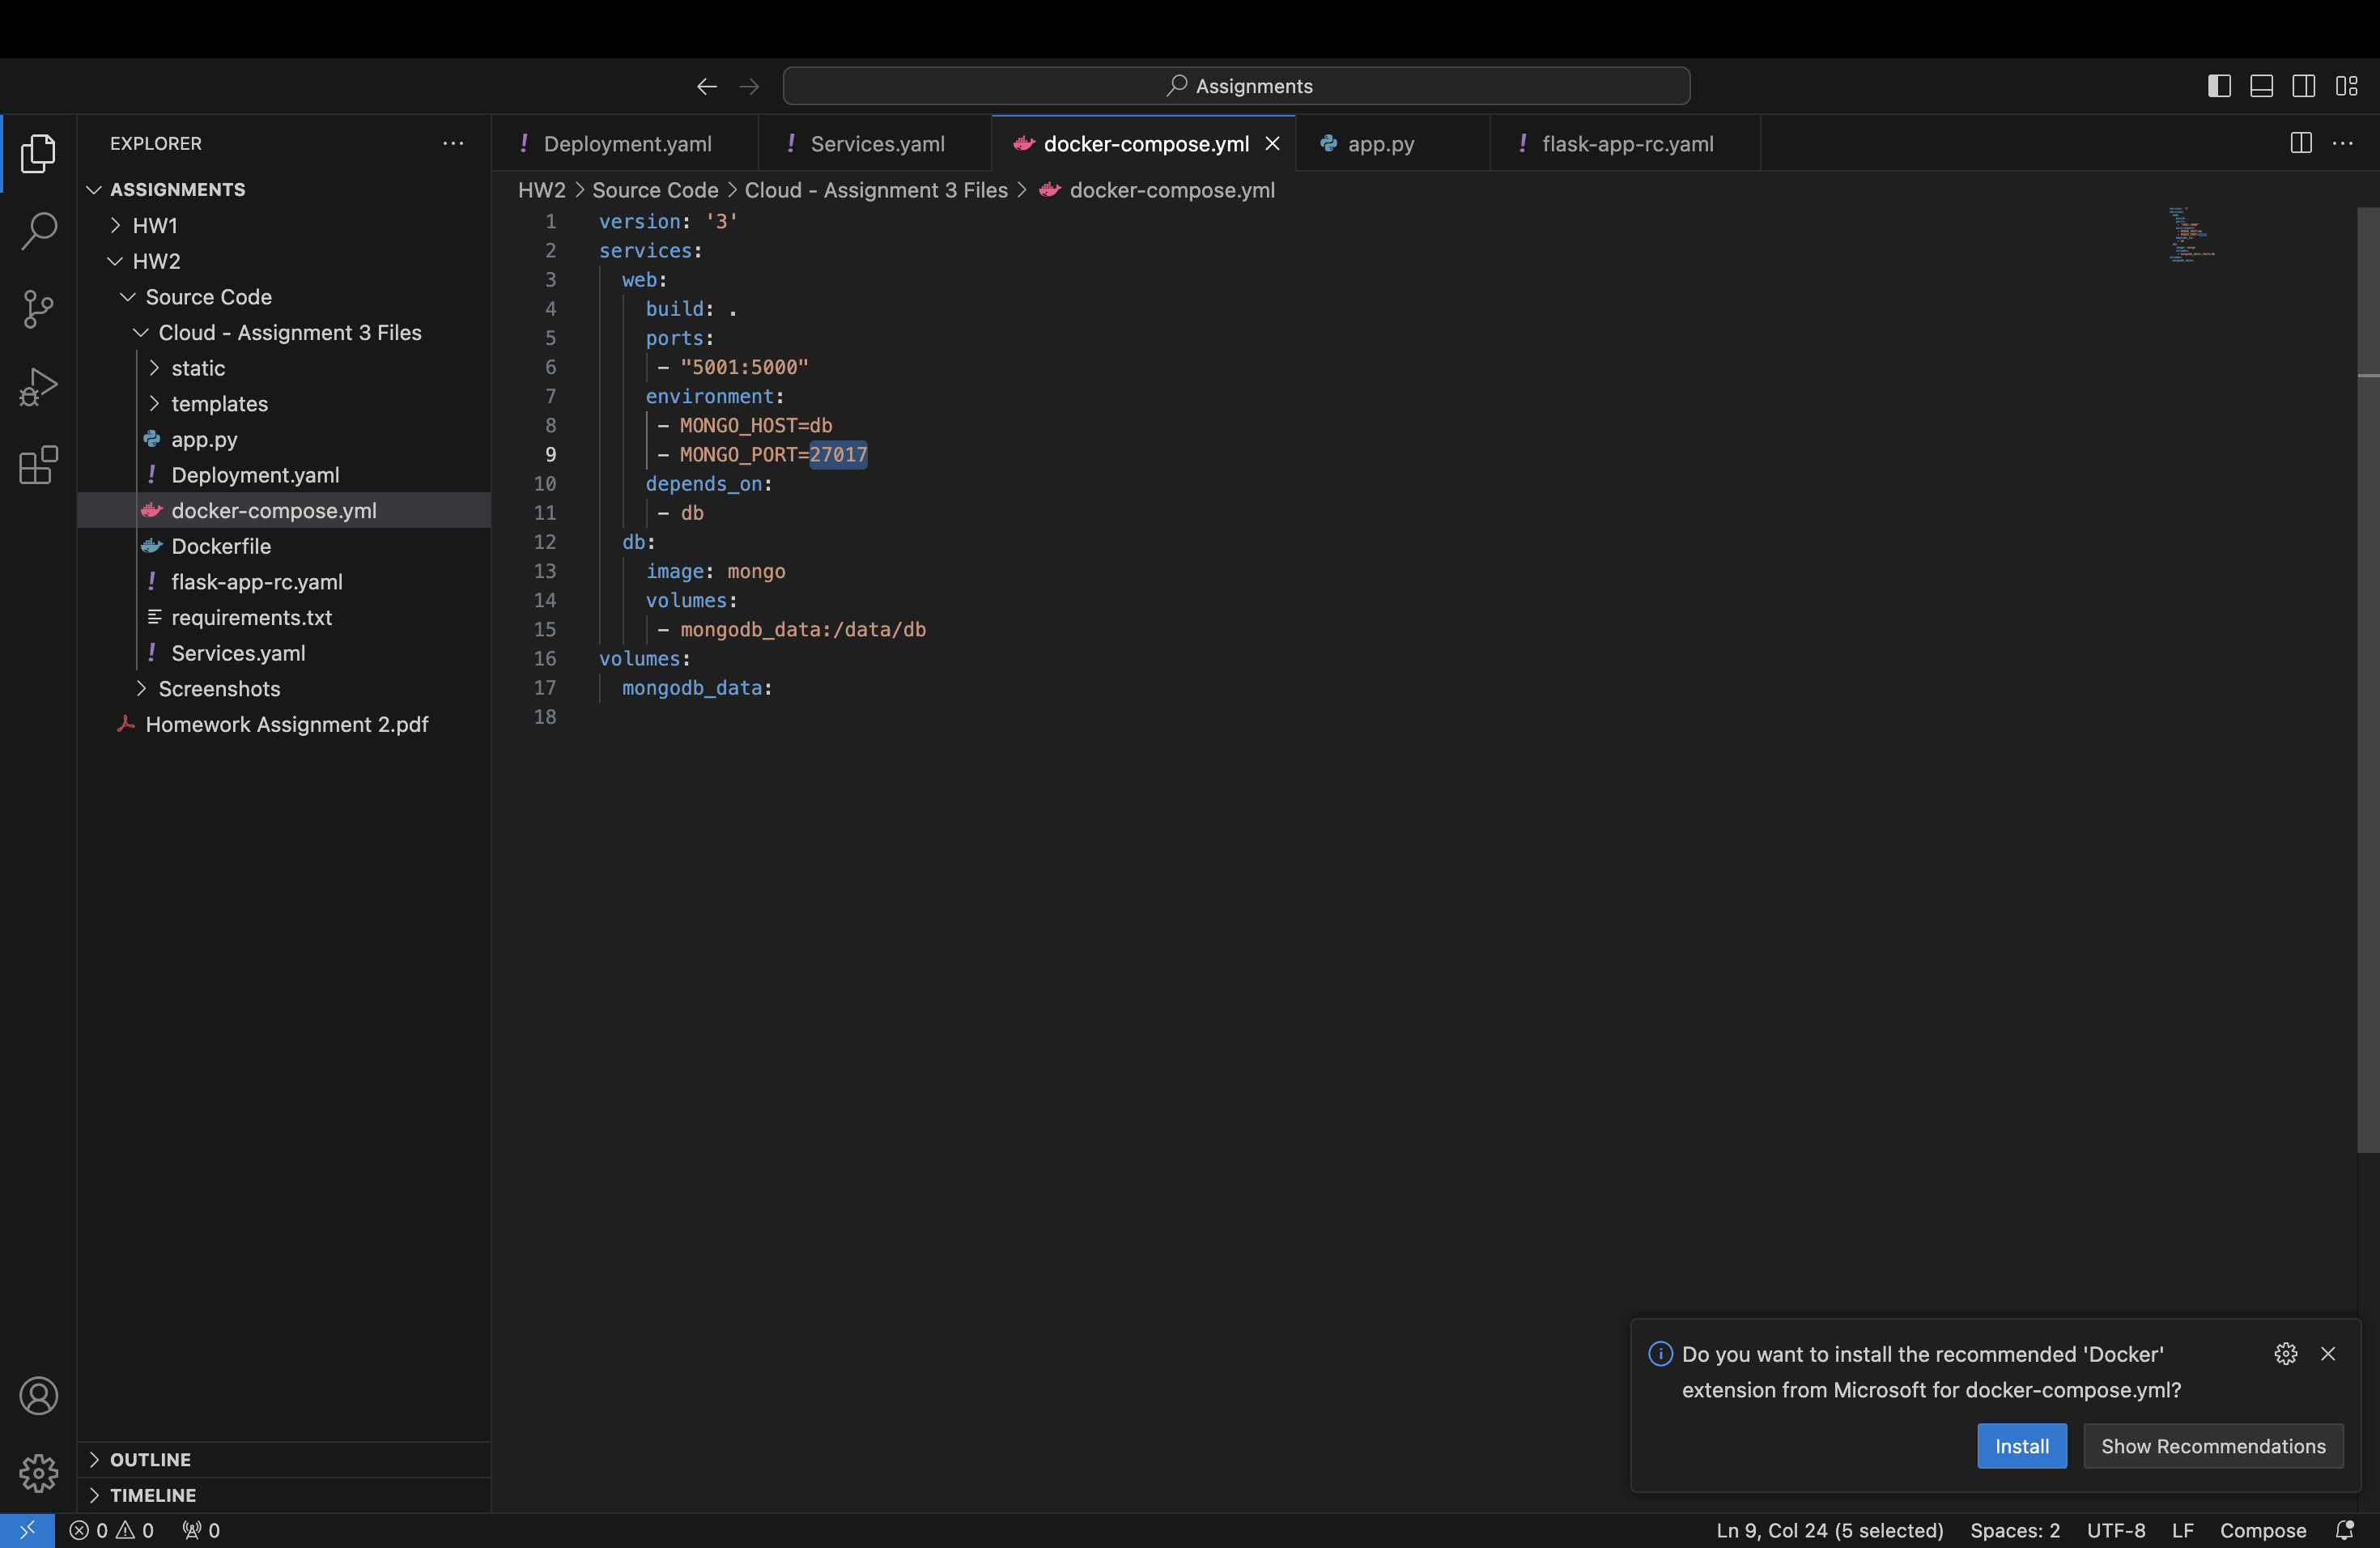 Assignments
EXPLORER
ASSIGNMENTS
HW1
HW2
Source Code
Cloud - Assignment 3 Files
static
templates
app.py
! Deployment.yaml
docker-compose.yml
Dockerfile
! flask-app-rc.yaml
requirements.txt
! Services.yaml
Screenshots
Homework Assignment 2.pdf
OUTLINE
TIMELINE
! Deployment.yaml
! Services.yaml
docker-compose.yml
app.py
! flask-app-rc.yaml
HW2 > Source Code > Cloud - Assignment 3 Files > docker-compose.yml
1 version: '3'
2 services:
3   web:
4     build: .
5     ports:
6      - "5001:5000"
7     environment:
8      - MONGO_HOST=db
9      - MONGO_PORT=27017
10     depends_on:
11      - db
12   db:
13     image: mongo
14     volumes:
15      - mongodb_data:/data/db
16 volumes:
17   mongodb_data:
18
Do you want to install the recommended 'Docker'
extension from Microsoft for docker-compose.yml?
Install
Show Recommendations
0 0 0
Ln 9, Col 24 (5 selected) Spaces: 2 UTF-8 LF Compose